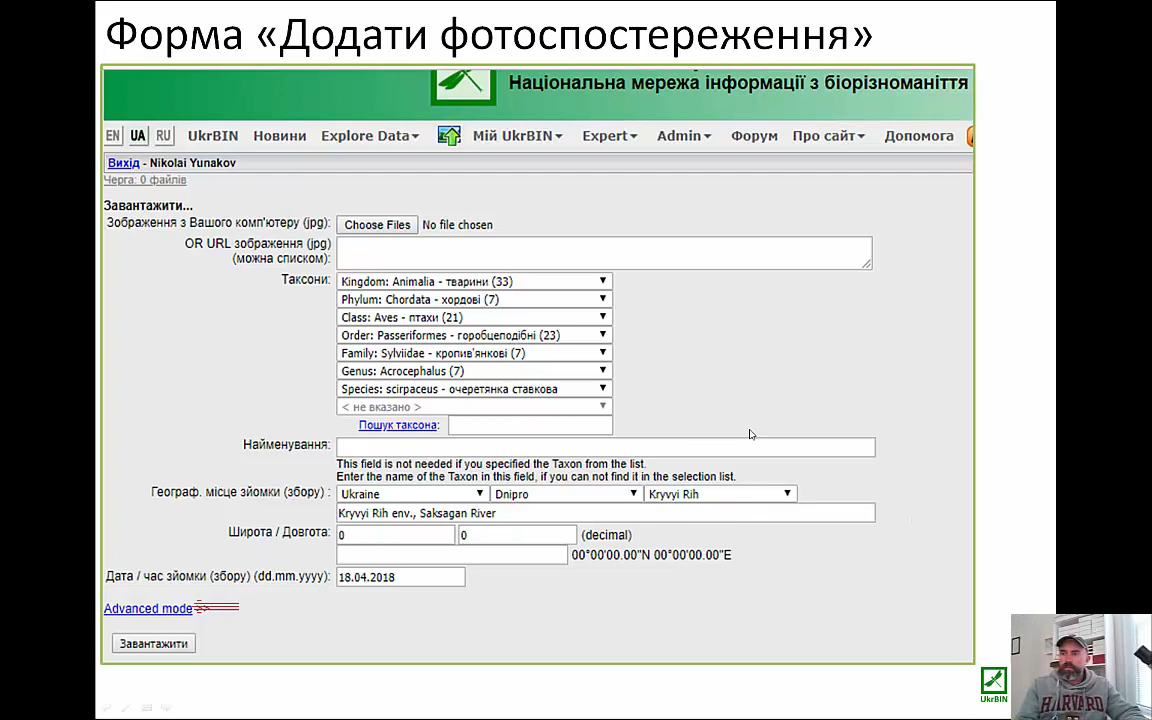 Форма «Додати фотоспостереження»
Національна мережа інформації з біорізноманіття
EN UA RU UkrBIN Новини Explore Data Мій UkrBIN Expert Admin Форум Про сайт Допомога
Вихід - Nikolai Yunakov
Черга: 0 файлів
Завантажити...
Зображення з Вашого комп'ютеру (jpg): Choose Files No file chosen
OR URL зображення (jpg)
(можна списком):
Таксони: Kingdom: Animalia - тварини (33)
Phylum: Chordata - хордові (7)
Class: Aves - птахи (21)
Order: Passeriformes - горобцеподібні (23)
Family: Sylviidae - кропив'янкові (7)
Genus: Acrocephalus (7)
Species: scirpaceus - очеретянка ставкова
< не вказано >
Пошук таксона:
Найменування:
This field is not needed if you specified the Taxon from the list.
Enter the name of the Taxon in this field, if you can not find it in the selection list.
Географ. місце зйомки (збору) : Ukraine Dnipro Kryvyi Rih
Kryvyi Rih env., Saksagan River
Широта / Довгота: 0 0 (decimal)
00°00'00.00"N 00°00'00.00"E
Дата / час зйомки (збору) (dd.mm.yyyy): 18.04.2018
Advanced mode >>
Завантажити
UkrBIN
HARVARD